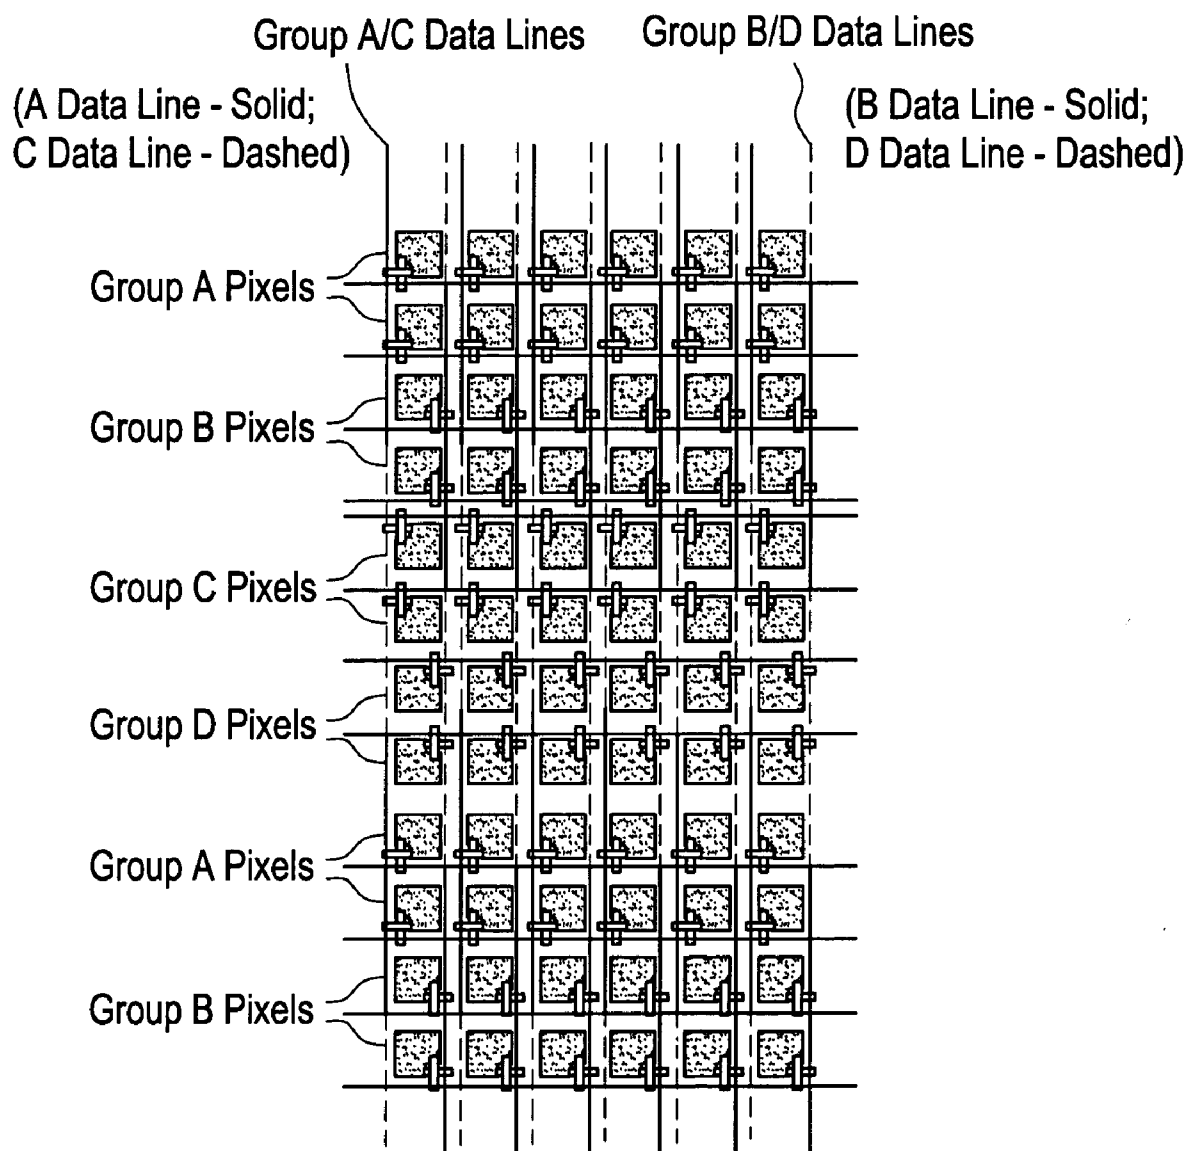 Group A/C Data Lines
Group B/D Data Lines
(A Data Line - Solid;
C Data Line - Dashed)
(B Data Line - Solid;
D Data Line - Dashed)
Group A Pixels
Group B Pixels
Group C Pixels
Group D Pixels
Group A Pixels
Group B Pixels